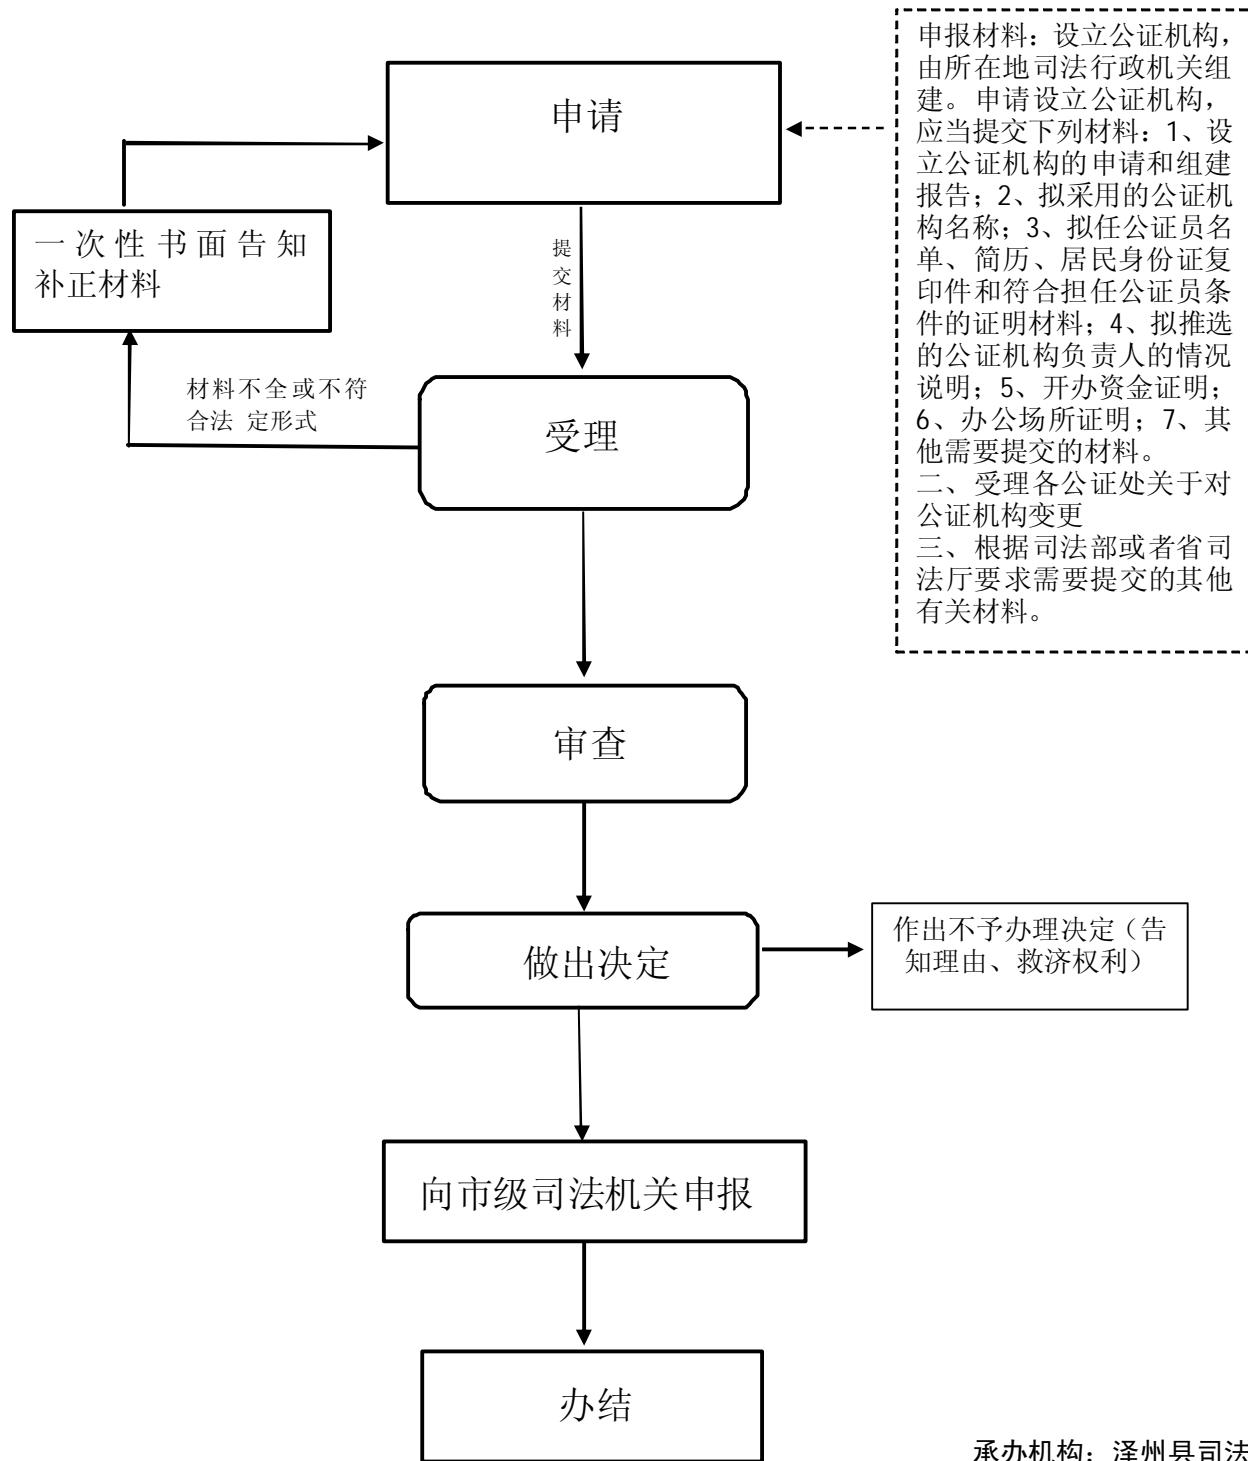 申请
申报材料：设立公证机构，
由所在地司法行政机关组
建。申请设立公证机构，
应当提交下列材料：1、设
立公证机构的申请和组建
报告；2、拟采用的公证机
构名称；3、拟任公证员名
单、简历、居民身份证复
印件和符合担任公证员条
件的证明材料；4、拟推选
的公证机构负责人的情况
说明；5、开办资金证明；
6、办公场所证明；7、其
他需要提交的材料。
二、受理各公证处关于对
公证机构变更
三、根据司法部或者省司
法厅要求需要提交的其他
有关材料。
一次性书面告知
补正材料
提
交
材
料
材料不全或不符
合法 定形式
受理
审查
做出决定
作出不予办理决定（告
知理由、救济权利）
向市级司法机关申报
办结
承办机构：泽州县司法